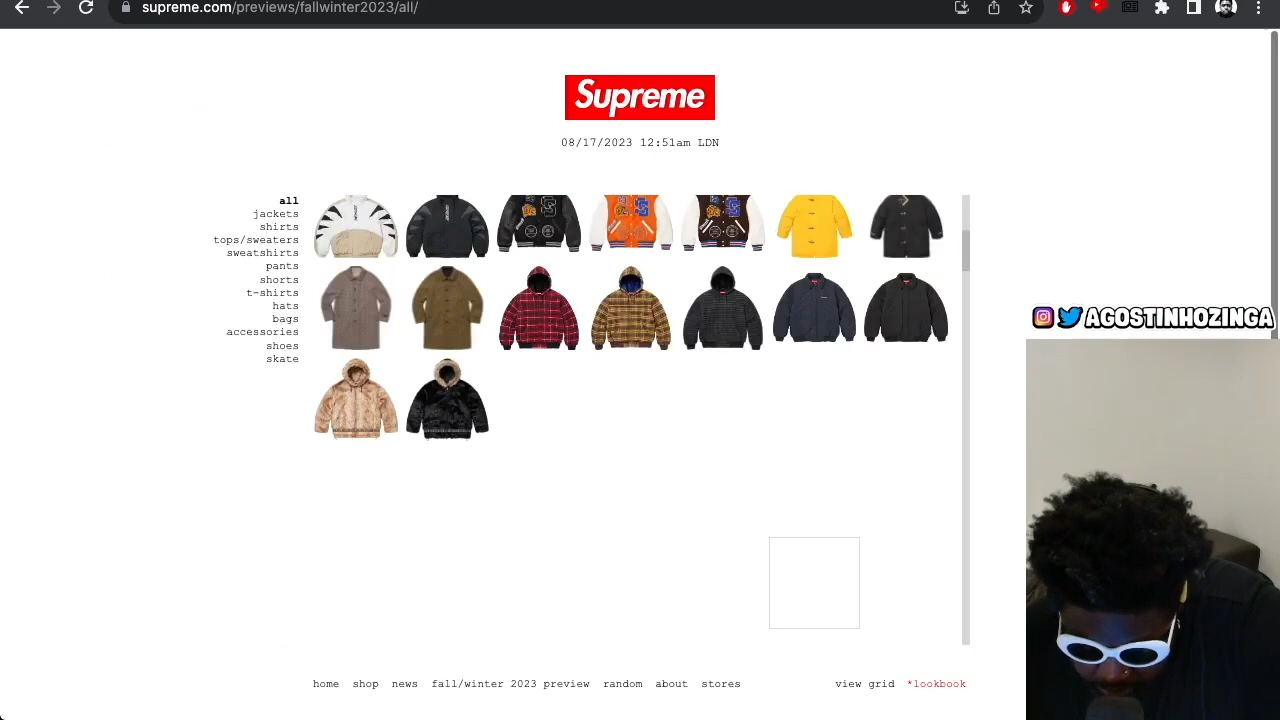 supreme.com/previews/fallwinter2023/all/
Supreme
08/17/2023 12:51am LDN
all
jackets
shirts
tops/sweaters
sweatshirts
pants
shorts
t-shirts
hats
bags
accessories
shoes
skate
AGOSTINHOZINGA
home shop news fall/winter 2023 preview random about stores
view grid *lookbook